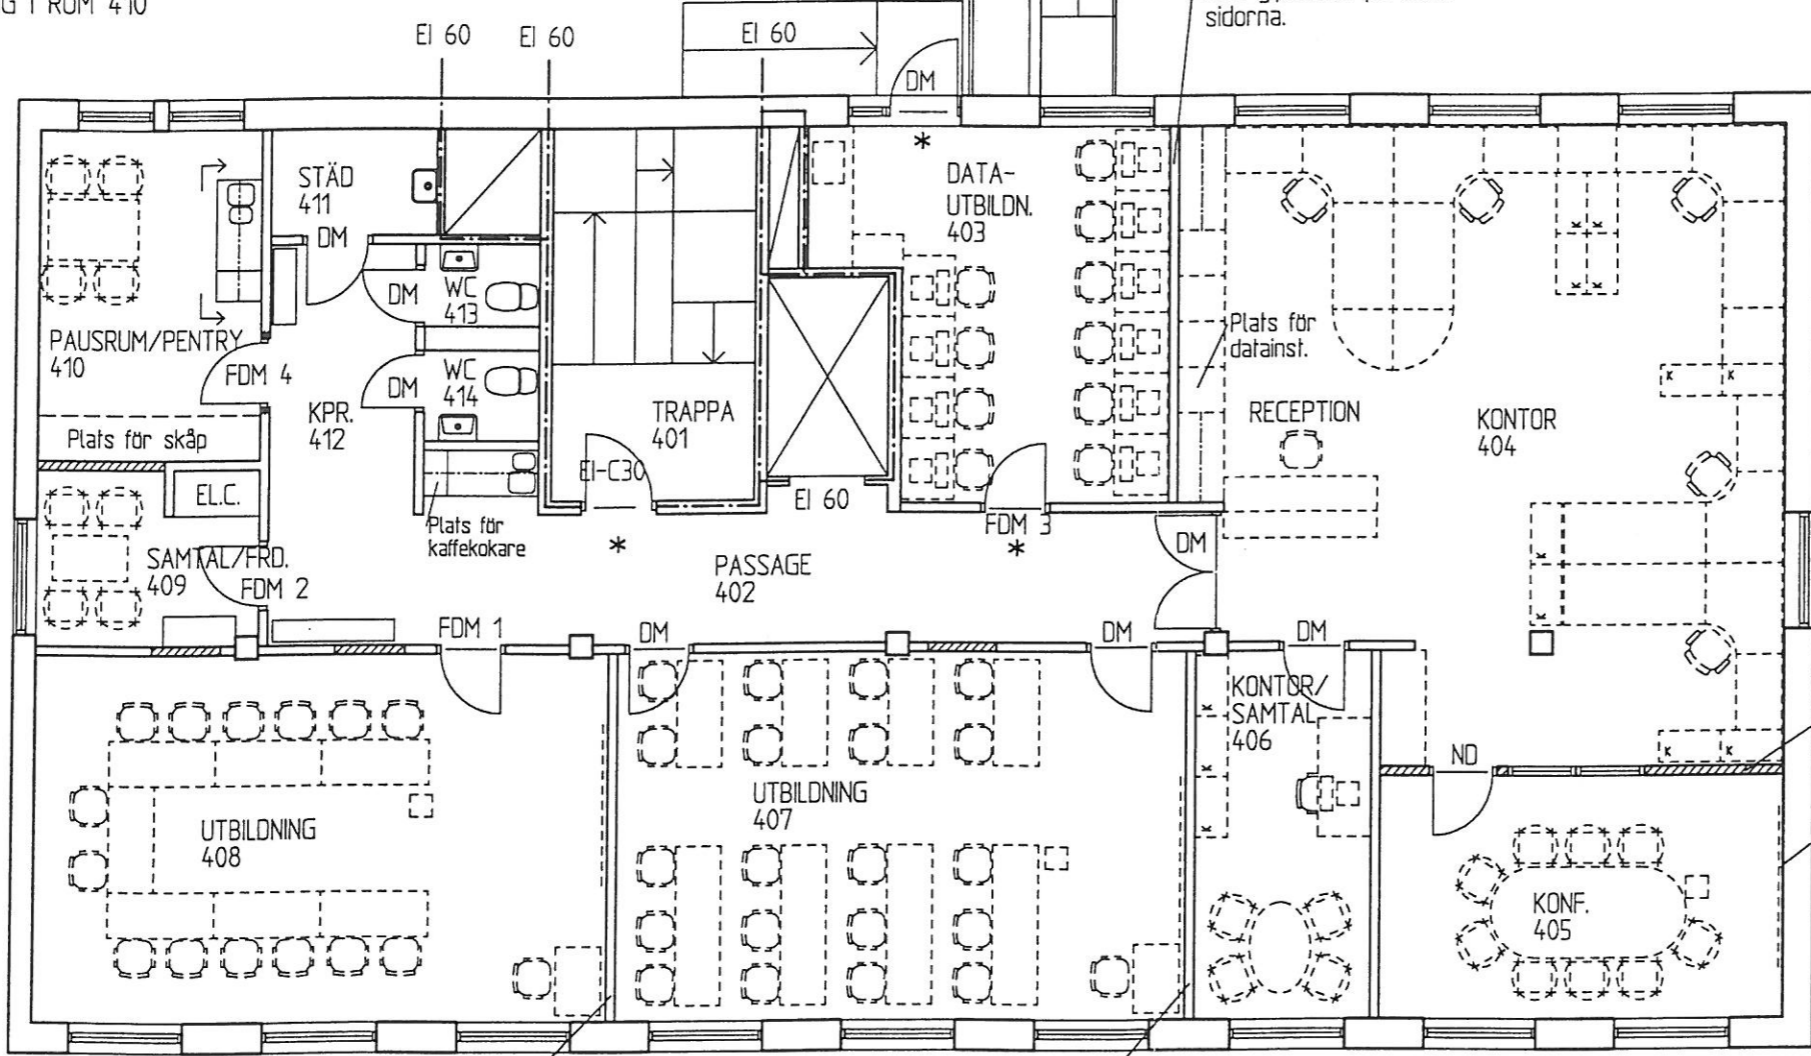 G I RUM 410
EI 60
EI 60
EI 60
sidorna.
DM
*
STÄD
411
DM
DATA-
UTBILDN.
403
WC
413
DM
PAUSRUM/PENTRY
410
FDM 4
Plats för
datainst.
WC
414
DM
KPR.
412
TRAPPA
401
RECEPTION
KONTOR
404
Plats för skåp
EI-C30
EL.C.
EI 60
Plats för
kaffekokare
FDM 3
*
*
DM
SAMTAL/FRD.
409
FDM 2
PASSAGE
402
FDM 1
DM
DM
DM
KONTOR/
SAMTAL
406
ND
UTBILDNING
407
UTBILDNING
408
KONF.
405
K
K
K
K
K
K
K
K
K
K
K
K
K